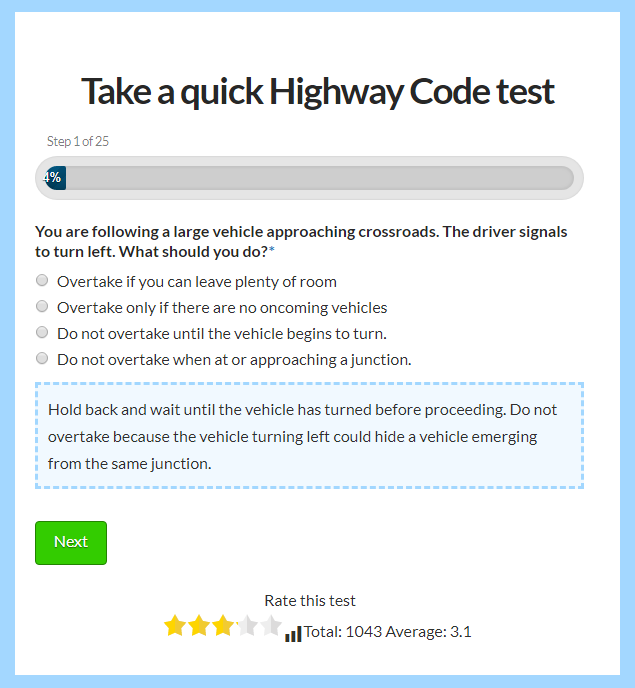 Take a quick Highway Code test
Step 1 of 25
4%
You are following a large vehicle approaching crossroads. The driver signals
to turn left. What should you do?*
Overtake if you can leave plenty of room
Overtake only if there are no oncoming vehicles
Do not overtake until the vehicle begins to turn.
Do not overtake when at or approaching a junction.
Hold back and wait until the vehicle has turned before proceeding. Do not
overtake because the vehicle turning left could hide a vehicle emerging
from the same junction.
Next
Rate this test
Total: 1043 Average: 3.1